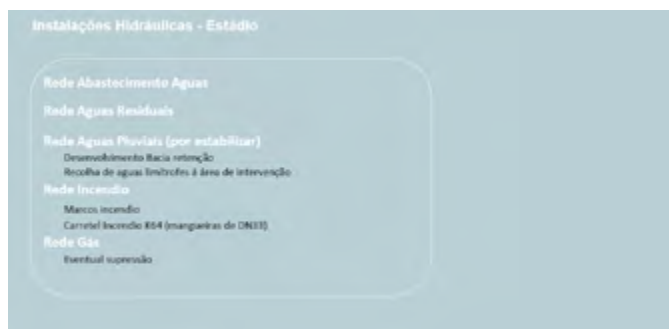 Instalações Hidráulicas - Estádio
Rede Abastecimento Aguas
Rede Aguas Residuais
Rede Aguas Pluviais (por estabilizar)
Desenvolvimento Bacia retenção
Recolha de aguas limitrofes á área de intervenção
Rede Incendio
Marcos incendio
Carretel Incendio (mangueiras de DN33)
Rede Gás
Eventual supressão